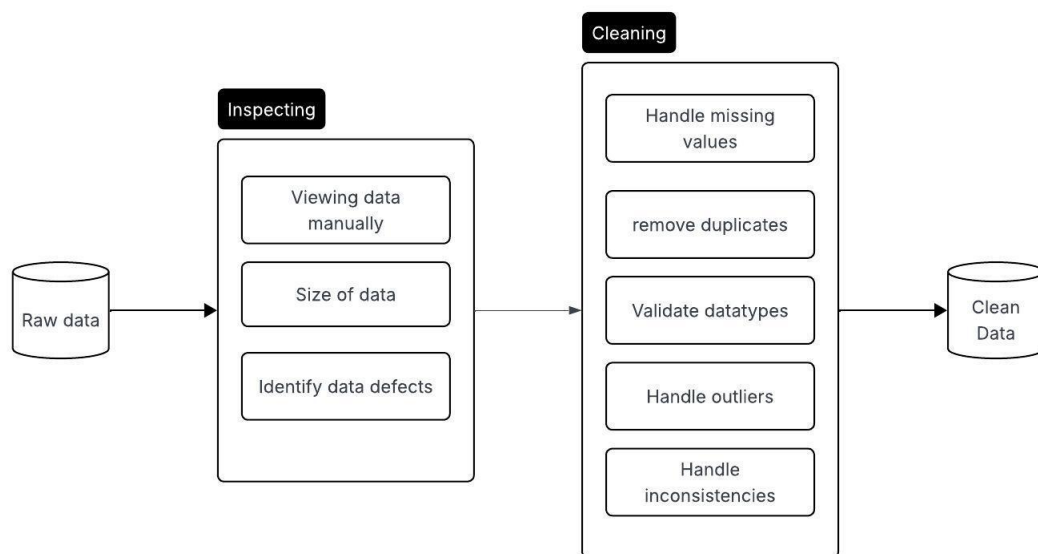 Cleaning
Inspecting
Handle missing
values
Viewing data
manually
remove duplicates
Raw data
Size of data
Validate datatypes
Clean
Data
Identify data defects
Handle outliers
Handle
inconsistencies